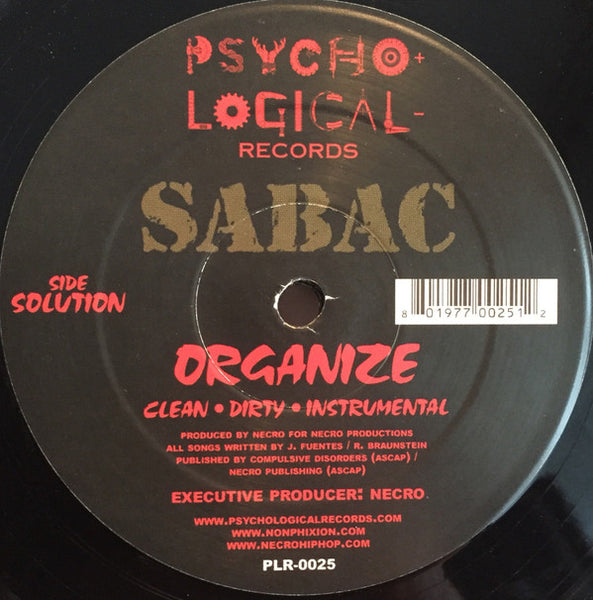 PSYCHO+
LOGICAL-
RECORDS
SABAC
SIDE
SOLUTION
8 01977 00251 2
ORGANIZE
CLEAN • DIRTY • INSTRUMENTAL
PRODUCED BY NECRO FOR NECRO PRODUCTIONS
ALL SONGS WRITTEN BY J. FUENTES / R. BRAUNSTEIN
PUBLISHED BY COMPULSIVE DISORDERS (ASCAP) /
NECRO PUBLISHING (ASCAP)
EXECUTIVE PRODUCER: NECRO.
WWW.PSYCHOLOGICALRECORDS.COM
WWW.NONPHIXION.COM
WWW.NECROHIPHOP.COM
PLR-0025